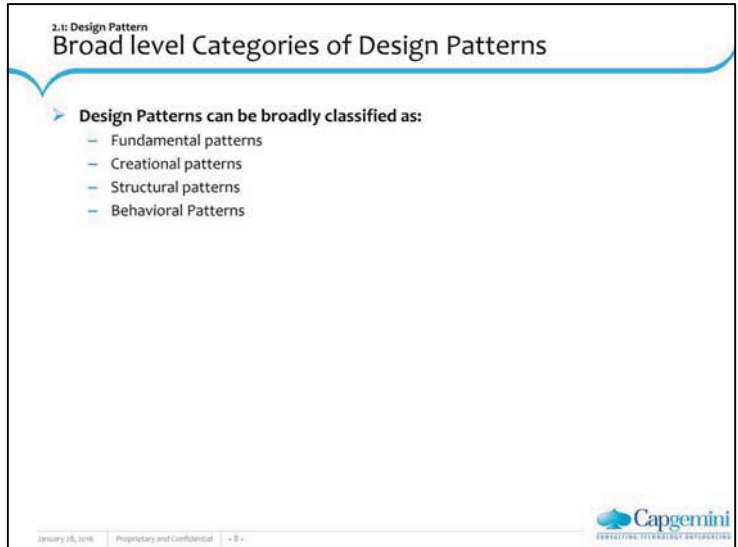 2.1: Design Pattern
Broad level Categories of Design Patterns
Design Patterns can be broadly classified as:
– Fundamental patterns
– Creational patterns
– Structural patterns
– Behavioral Patterns
Capgemini
CONSULTING.TECHNOLOGY.OUTSOURCING
January 28, 2016 Proprietary and Confidential - 8 -